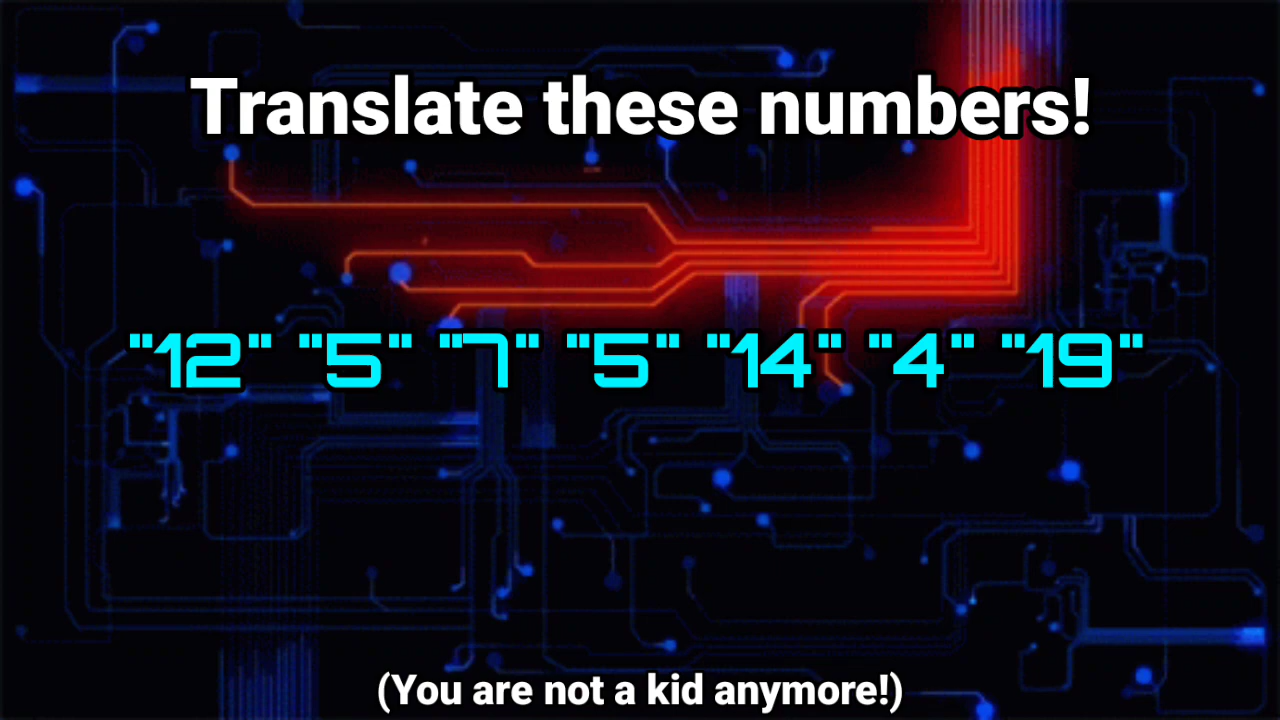 Translate these numbers!
"12" "5" "7" "5" "14" "4" "19"
(You are not a kid anymore!)